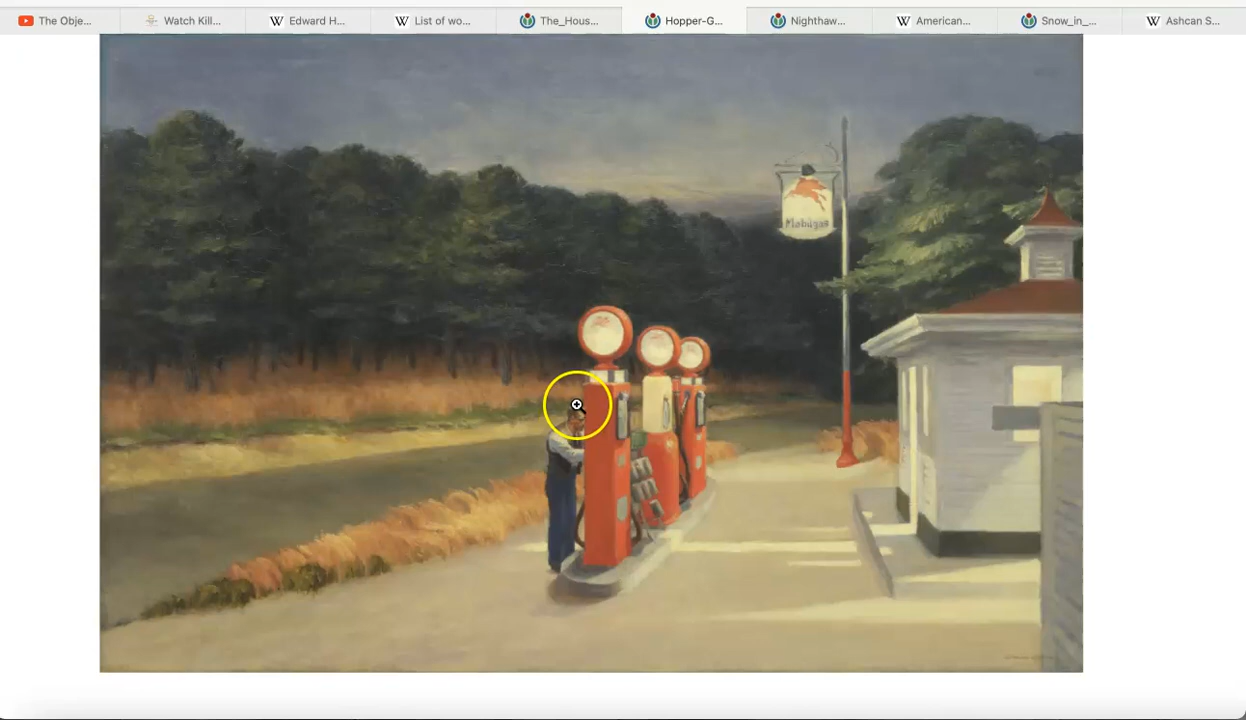 The Obje...
Watch Kill...
Edward H...
List of wo...
The_Hous...
Hopper-G...
Nighthaw...
American...
Snow_in_...
Ashcan S...
Mobilgas